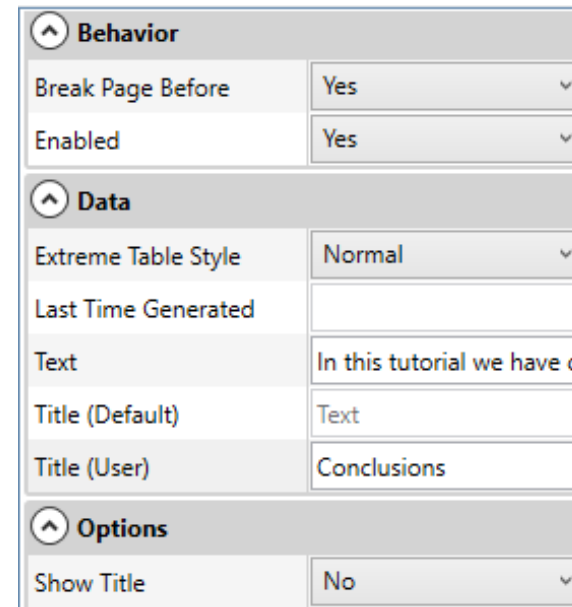 Behavior
Break Page Before Yes
Enabled Yes
Data
Extreme Table Style Normal
Last Time Generated
Text In this tutorial we have
Title (Default) Text
Title (User) Conclusions
Options
Show Title No